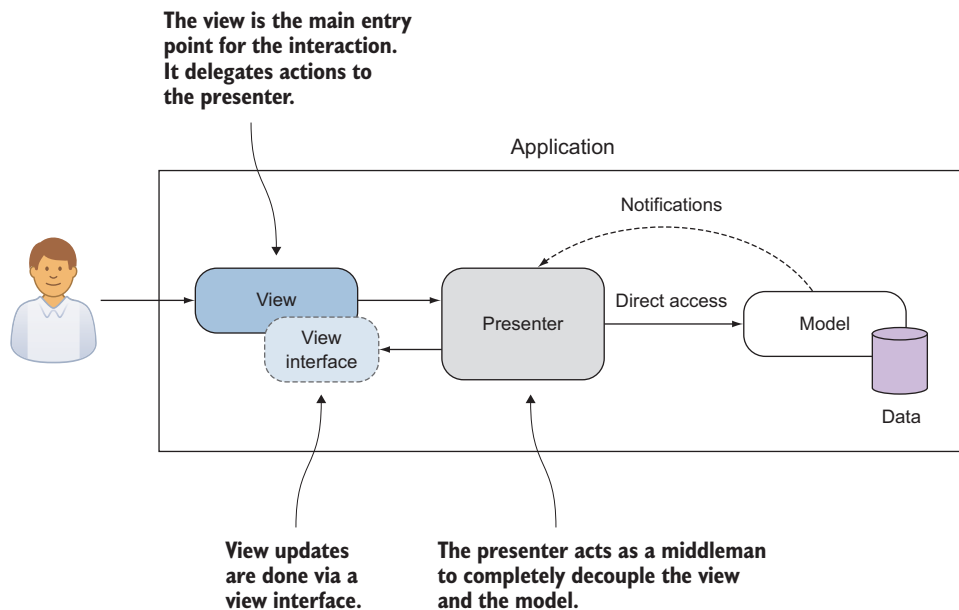 The view is the main entry
point for the interaction.
It delegates actions to
the presenter.
Application
Notifications
View
View
interface
Presenter
Direct access
Model
Data
View updates
are done via a
view interface.
The presenter acts as a middleman
to completely decouple the view
and the model.